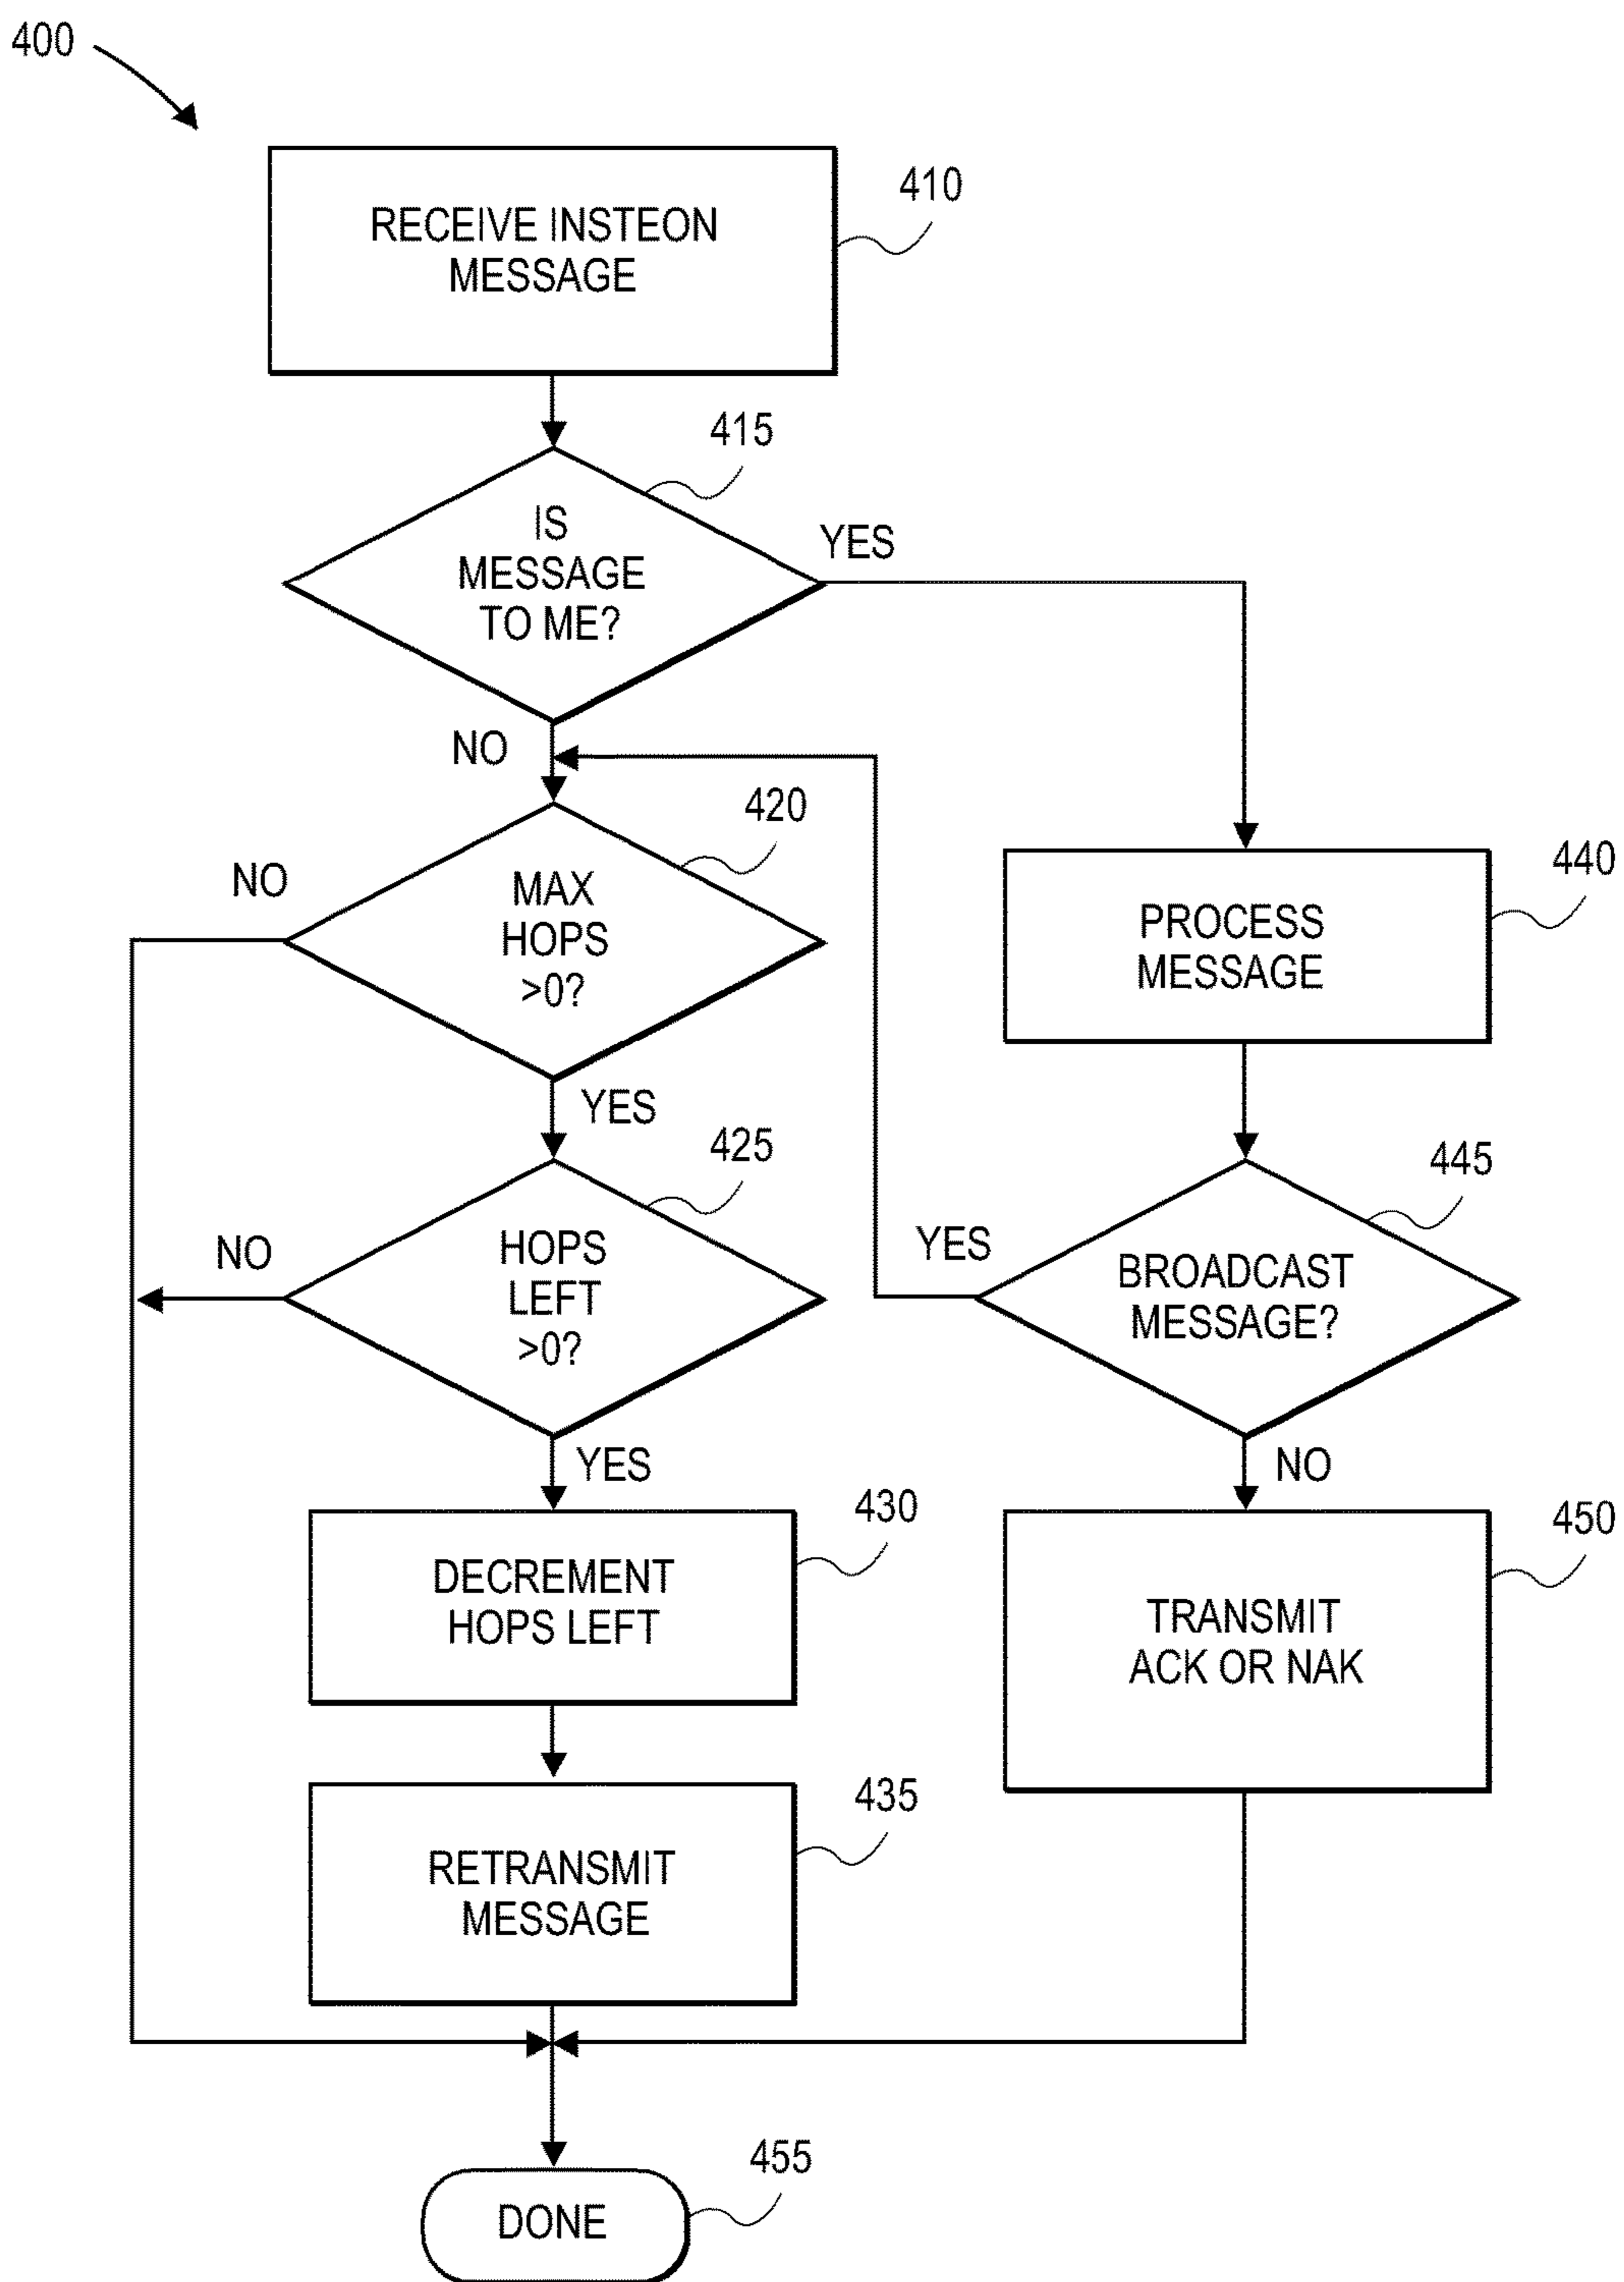 400
RECEIVE INSTEON
MESSAGE
410
415
IS
MESSAGE
TO ME?
YES
NO
420
MAX
HOPS
>0?
NO
YES
440
PROCESS
MESSAGE
425
HOPS
LEFT
>0?
NO
YES
445
BROADCAST
MESSAGE?
YES
NO
430
DECREMENT
HOPS LEFT
450
TRANSMIT
ACK OR NAK
435
RETRANSMIT
MESSAGE
455
DONE